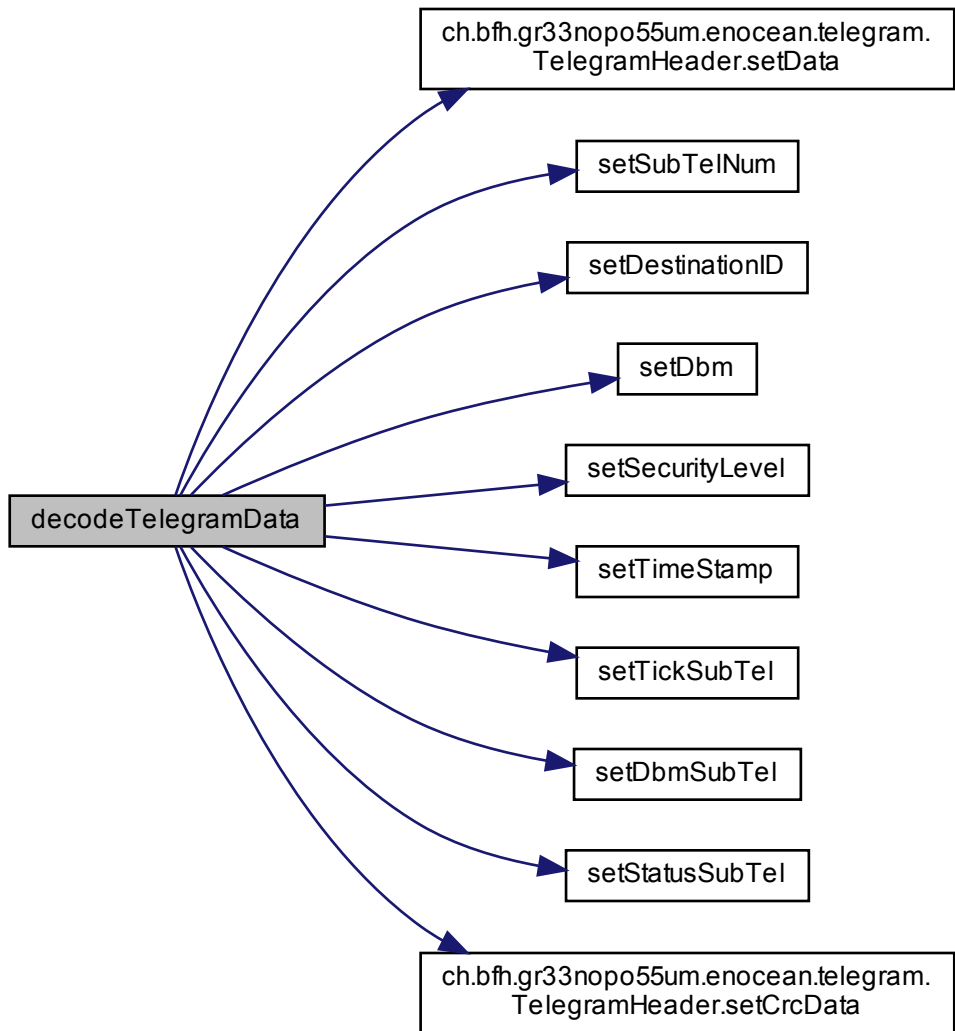 ch.bfh.gr33nopo55um.enocean.telegram.
TelegramHeader.setData
setSubTelNum
setDestinationID
setDbm
setSecurityLevel
decodeTelegramData
setTimeStamp
setTickSubTel
setDbmSubTel
setStatusSubTel
ch.bfh.gr33nopo55um.enocean.telegram.
TelegramHeader.setCrcData